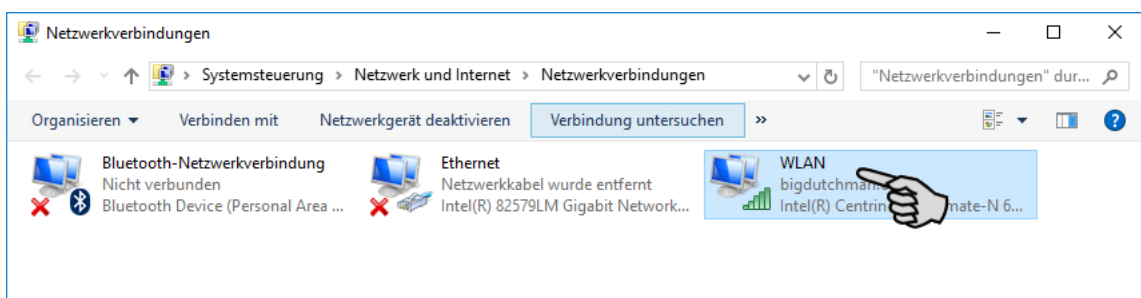 Netzwerkverbindungen
Systemsteuerung > Netzwerk und Internet > Netzwerkverbindungen
"Netzwerkverbindungen" dur...
Organisieren Verbinden mit Netzwerkgerät deaktivieren Verbindung untersuchen »
Bluetooth-Netzwerkverbindung
Nicht verbunden
Bluetooth Device (Personal Area ...
Ethernet
Netzwerkkabel wurde entfernt
Intel(R) 82579LM Gigabit Network...
WLAN
Intel(R)